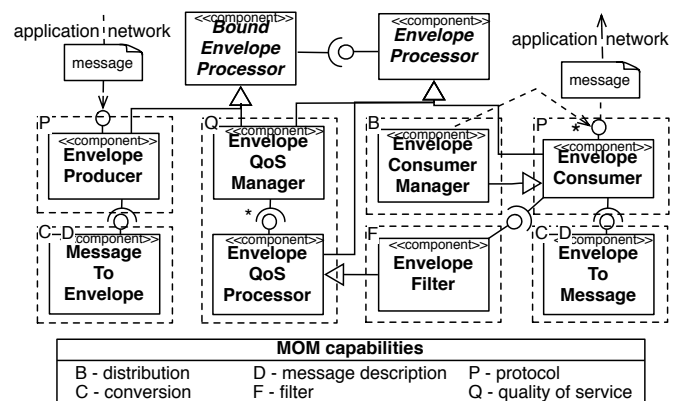 <<component>>
Bound
Envelope
Processor
<<component>>
Envelope
Processor
application network
message
application network
message
P
<<component>>
Envelope
Producer
Q
<<component>>
Envelope
QoS
Manager
B
<<component>>
Envelope
Consumer
Manager
P
*
<<component>>
Envelope
Consumer
*
C D
<<component>>
Message
To
Envelope
<<component>>
Envelope
QoS
Processor
F
<<component>>
Envelope
Filter
C D
<<component>>
Envelope
To
Message
MOM capabilities
B - distribution D - message description P - protocol
C - conversion F - filter Q - quality of service